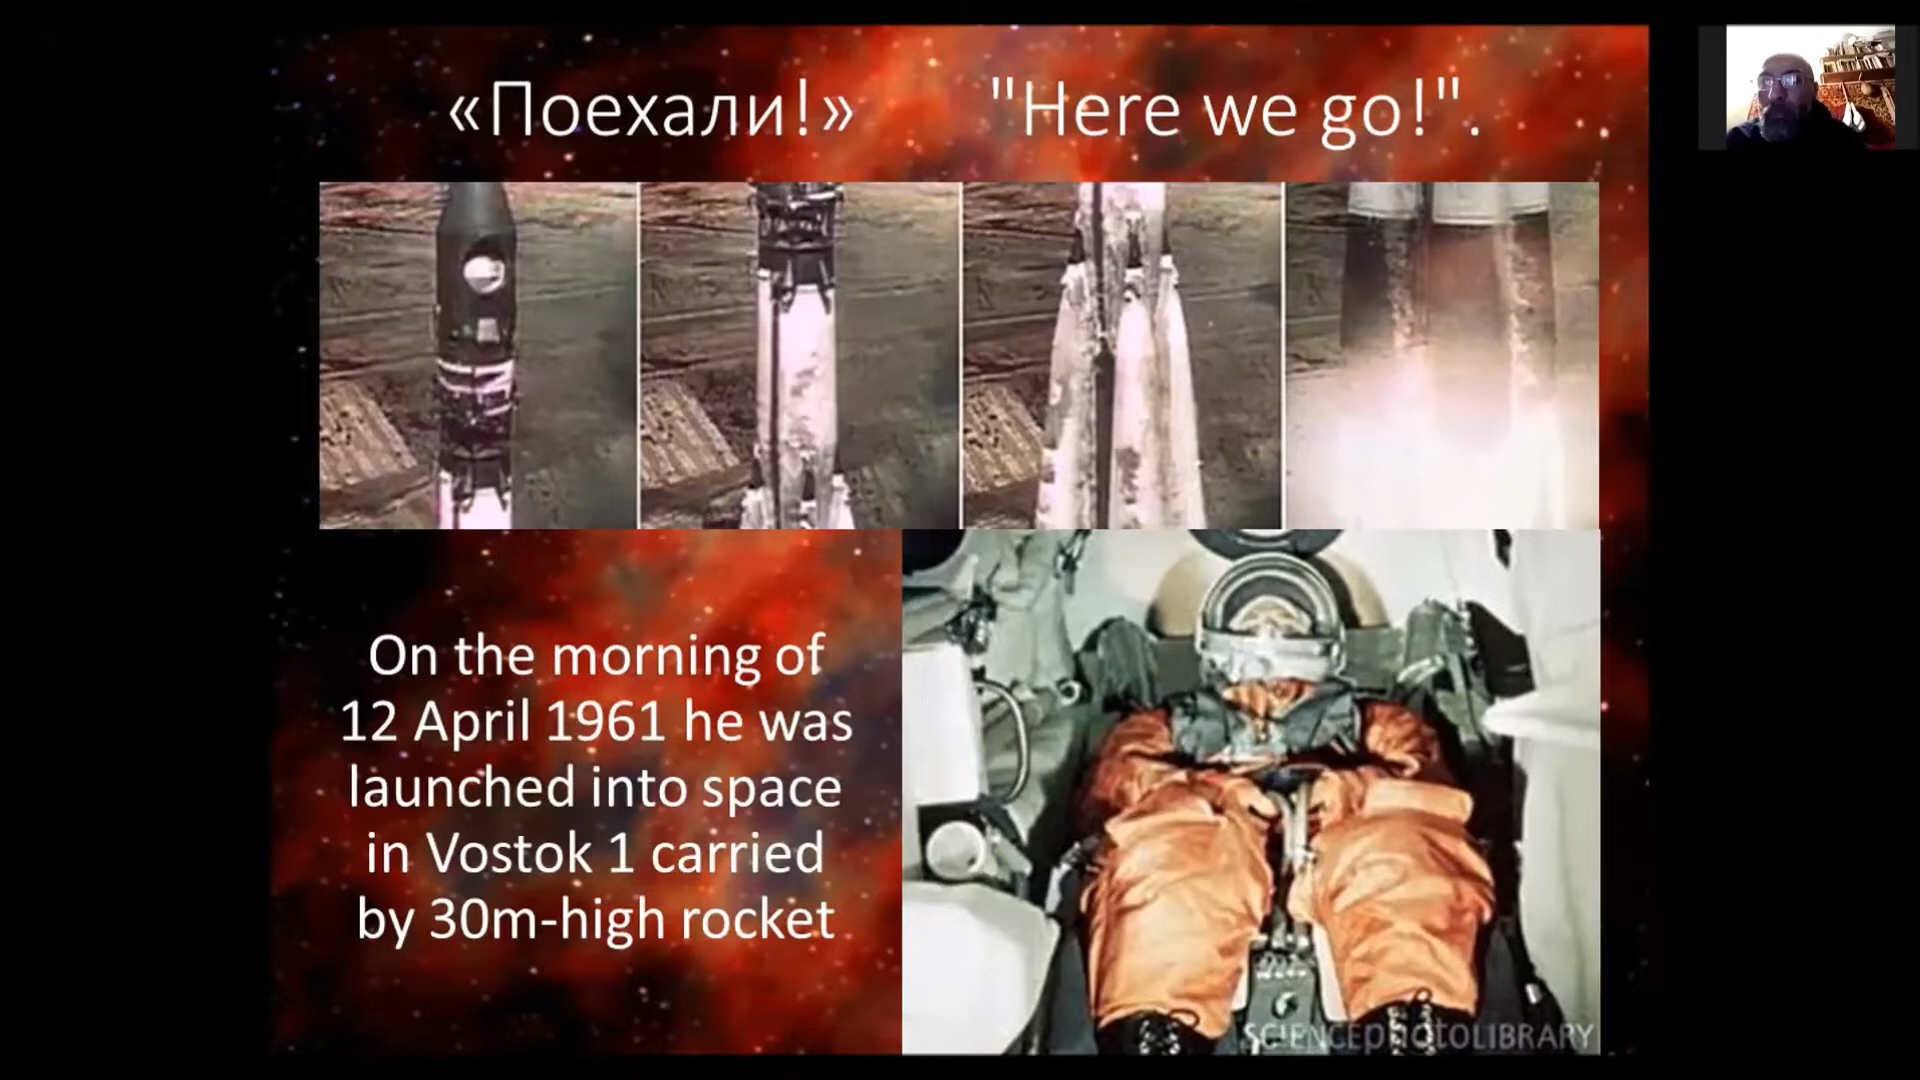 «Поехали!» "Here we go!".
On the morning of
12 April 1961 he was
launched into space
in Vostok 1 carried
by 30m-high rocket
SCIENCEPHOTOLIBRARY